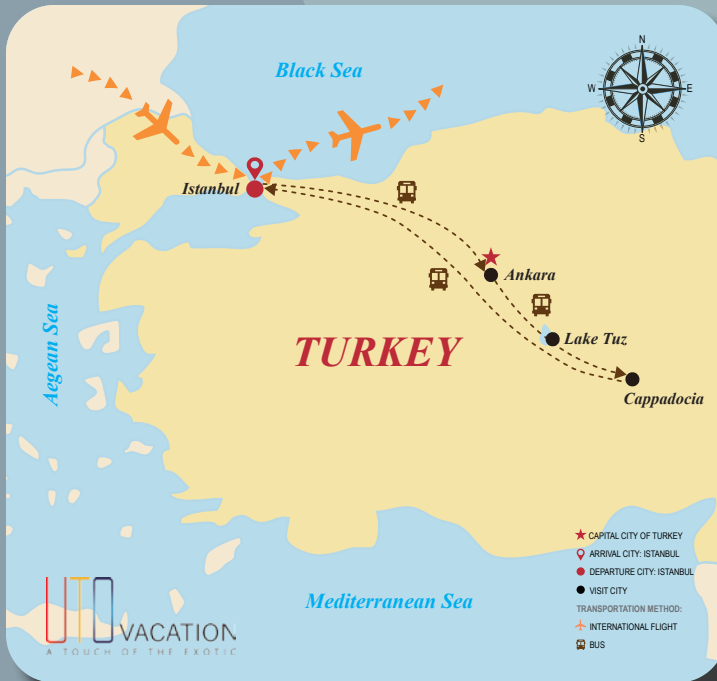 Black Sea
N
W
E
S
Istanbul
Ankara
Aegean Sea
TURKEY
Lake Tuz
Cappadocia
CAPITAL CITY OF TURKEY
ARRIVAL CITY: ISTANBUL
DEPARTURE CITY: ISTANBUL
VISIT CITY
TRANSPORTATION METHOD:
INTERNATIONAL FLIGHT
BUS
Mediterranean Sea
UTO VACATION
A TOUCH OF THE EXOTIC